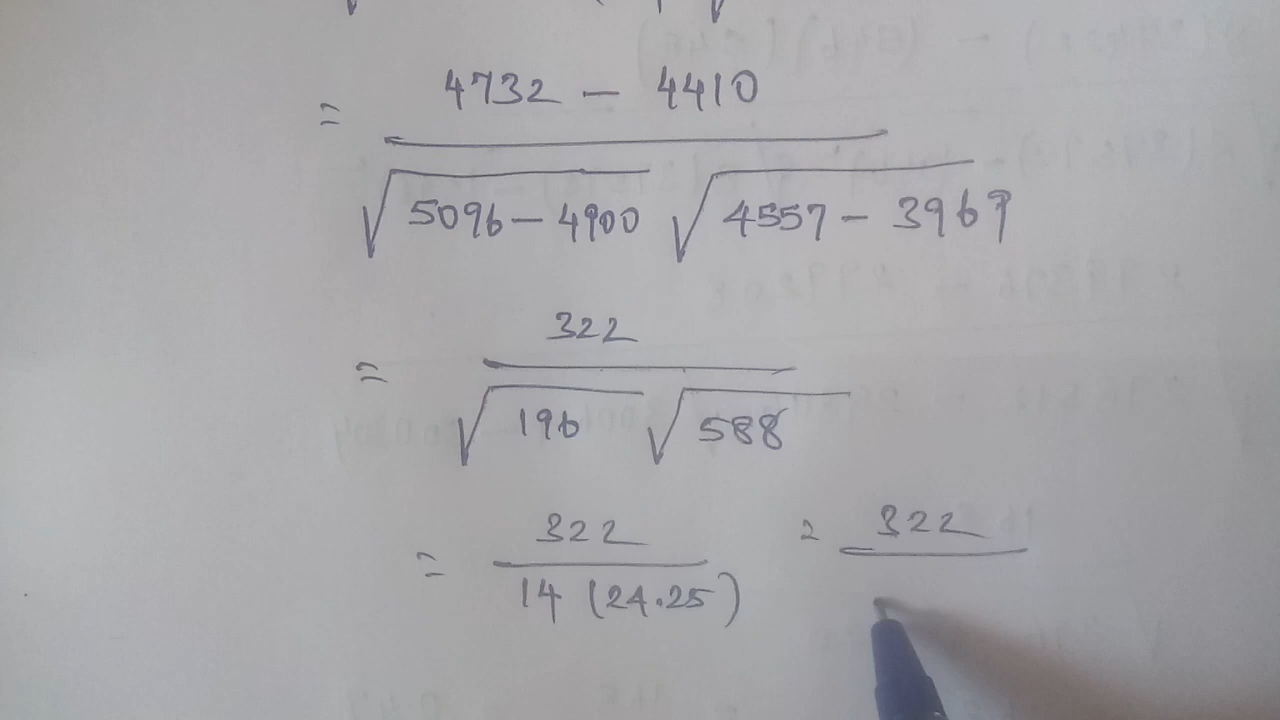 = 4732 - 4410
√5096-4900 √4557-3969
= 322
√196 √588
= 322 = 322
14 (24.25)